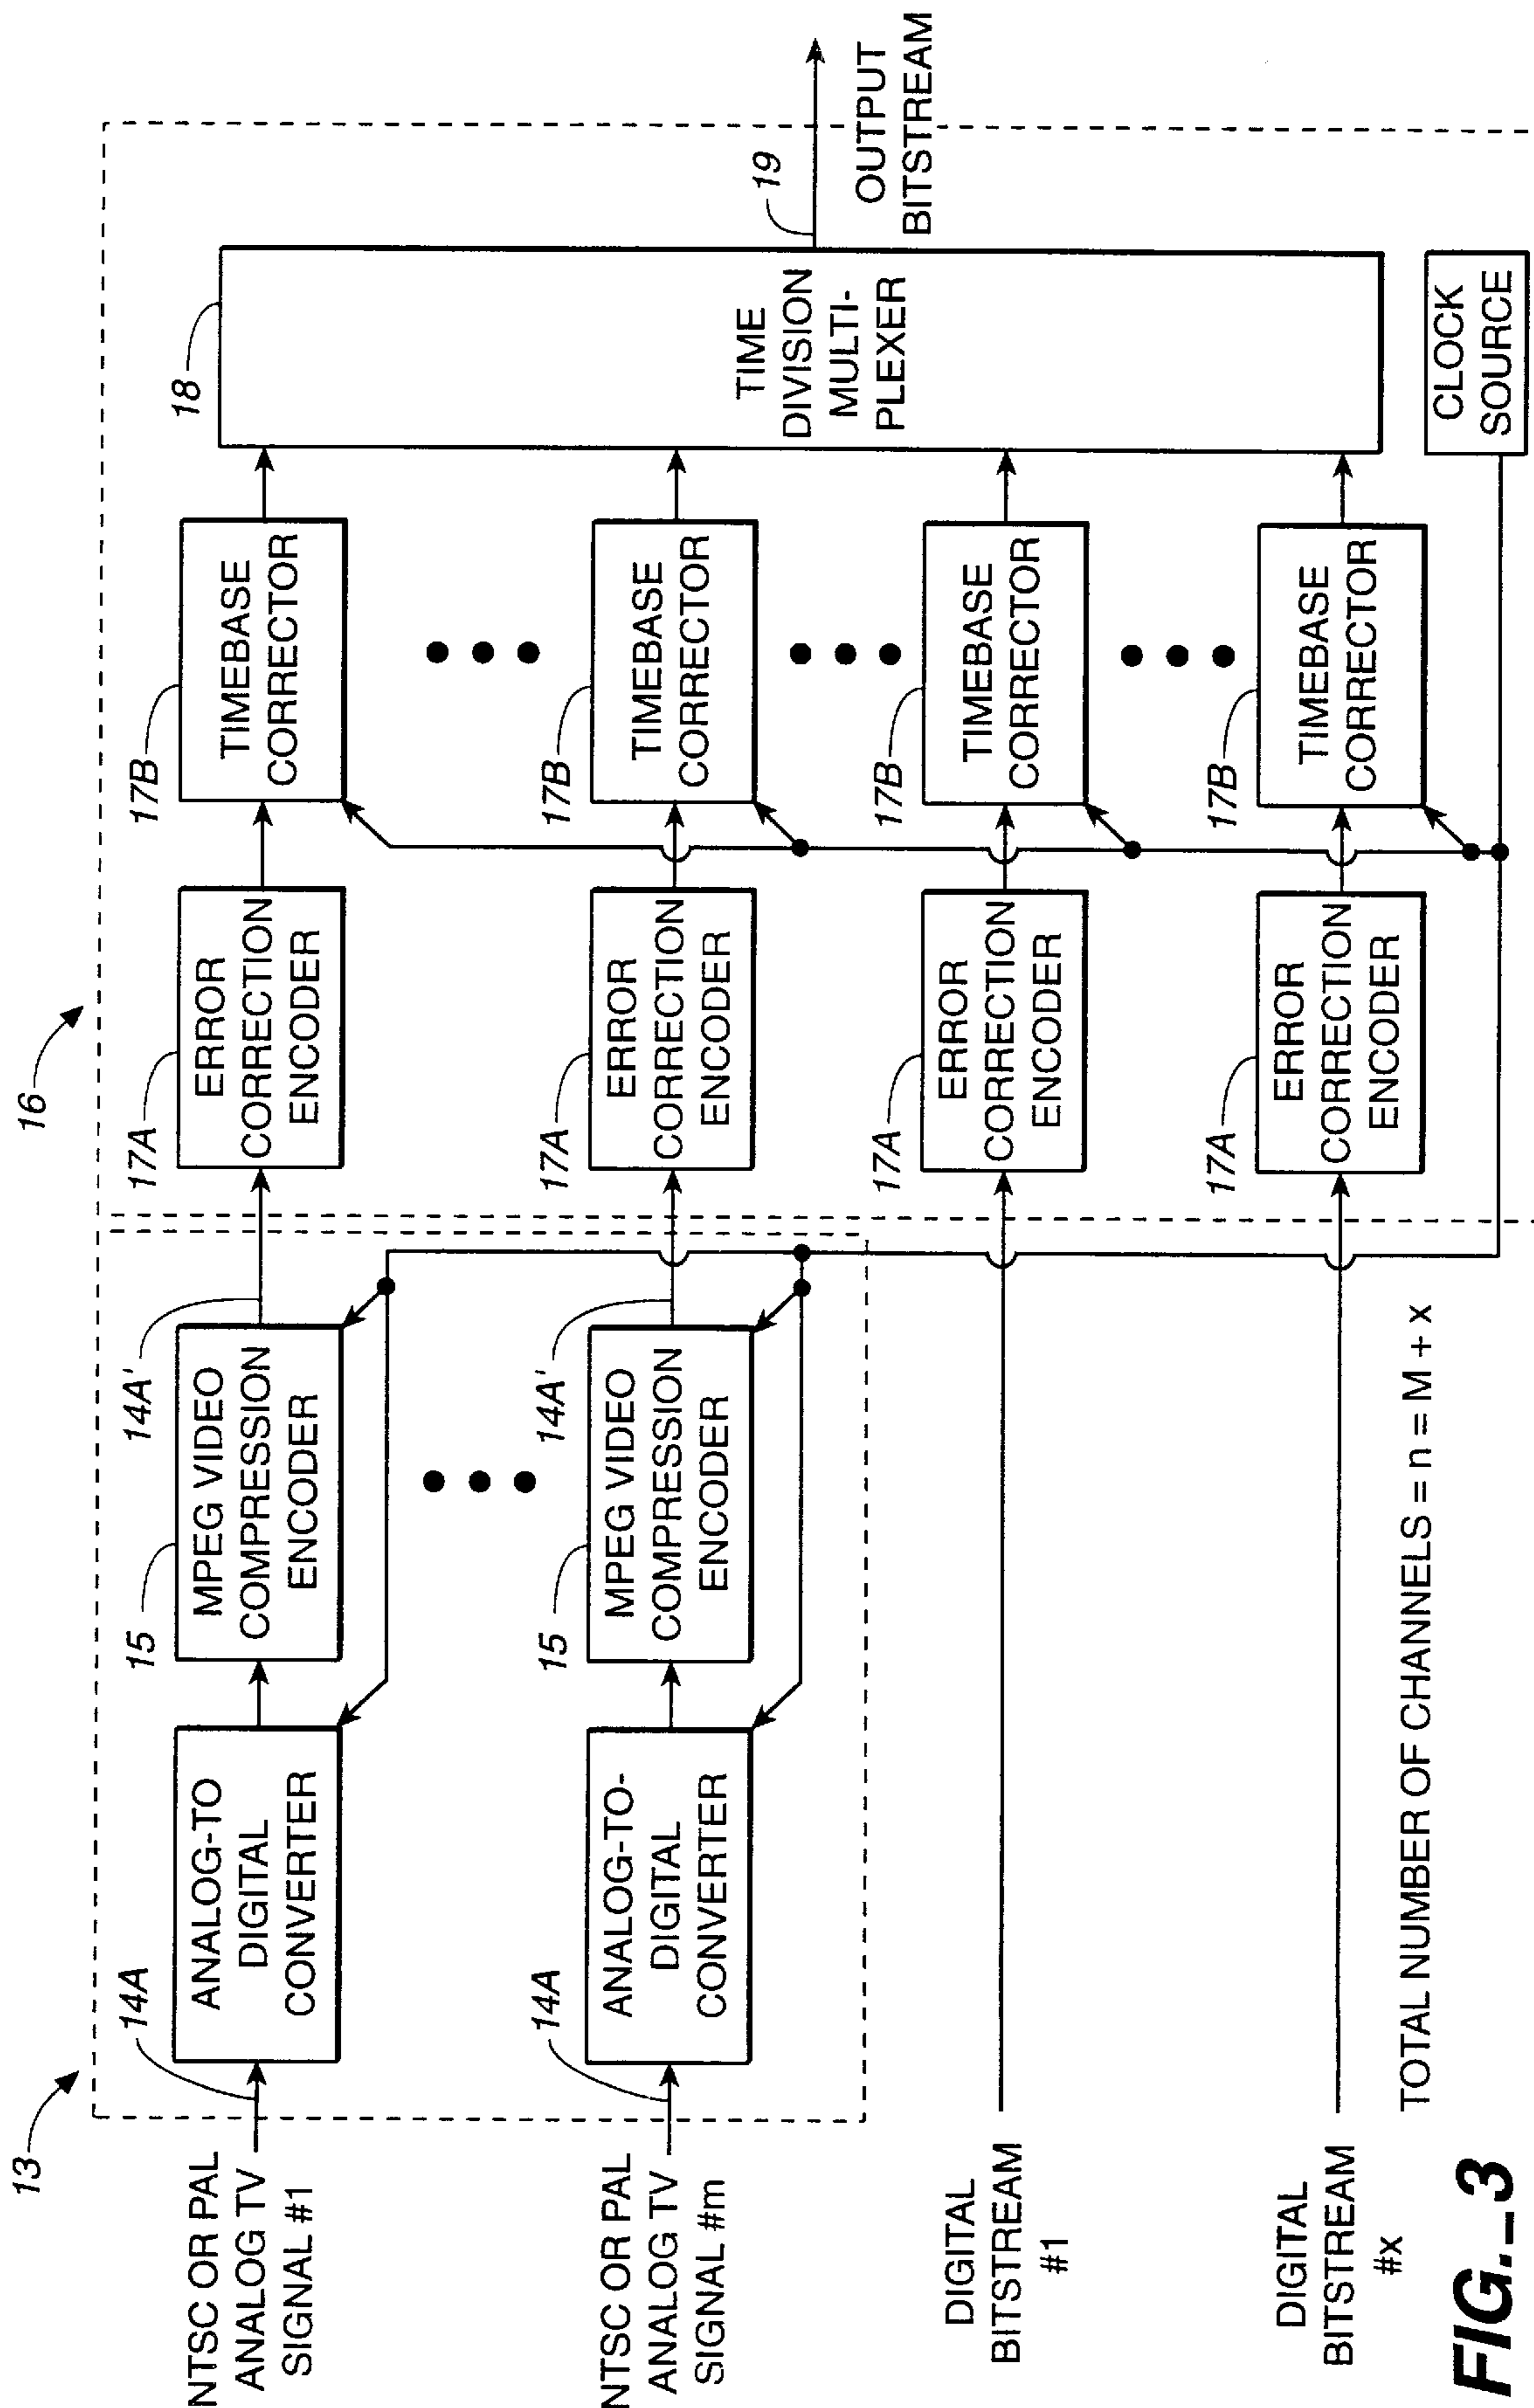 13
16
NTSC OR PAL
ANALOG TV
SIGNAL #1
14A
ANALOG-TO
DIGITAL
CONVERTER
15
MPEG VIDEO
COMPRESSION
ENCODER
14A'
17A
ERROR
CORRECTION
ENCODER
17B
TIMEBASE
CORRECTOR
18
TIME
DIVISION
MULTI-
PLEXER
19
OUTPUT
BITSTREAM
NTSC OR PAL
ANALOG TV
SIGNAL #m
14A
ANALOG-TO-
DIGITAL
CONVERTER
15
MPEG VIDEO
COMPRESSION
ENCODER
14A'
17A
ERROR
CORRECTION
ENCODER
17B
TIMEBASE
CORRECTOR
DIGITAL
BITSTREAM
#1
17A
ERROR
CORRECTION
ENCODER
17B
TIMEBASE
CORRECTOR
DIGITAL
BITSTREAM
#x
17A
ERROR
CORRECTION
ENCODER
17B
TIMEBASE
CORRECTOR
CLOCK
SOURCE
TOTAL NUMBER OF CHANNELS = n = M + x
FIG._3